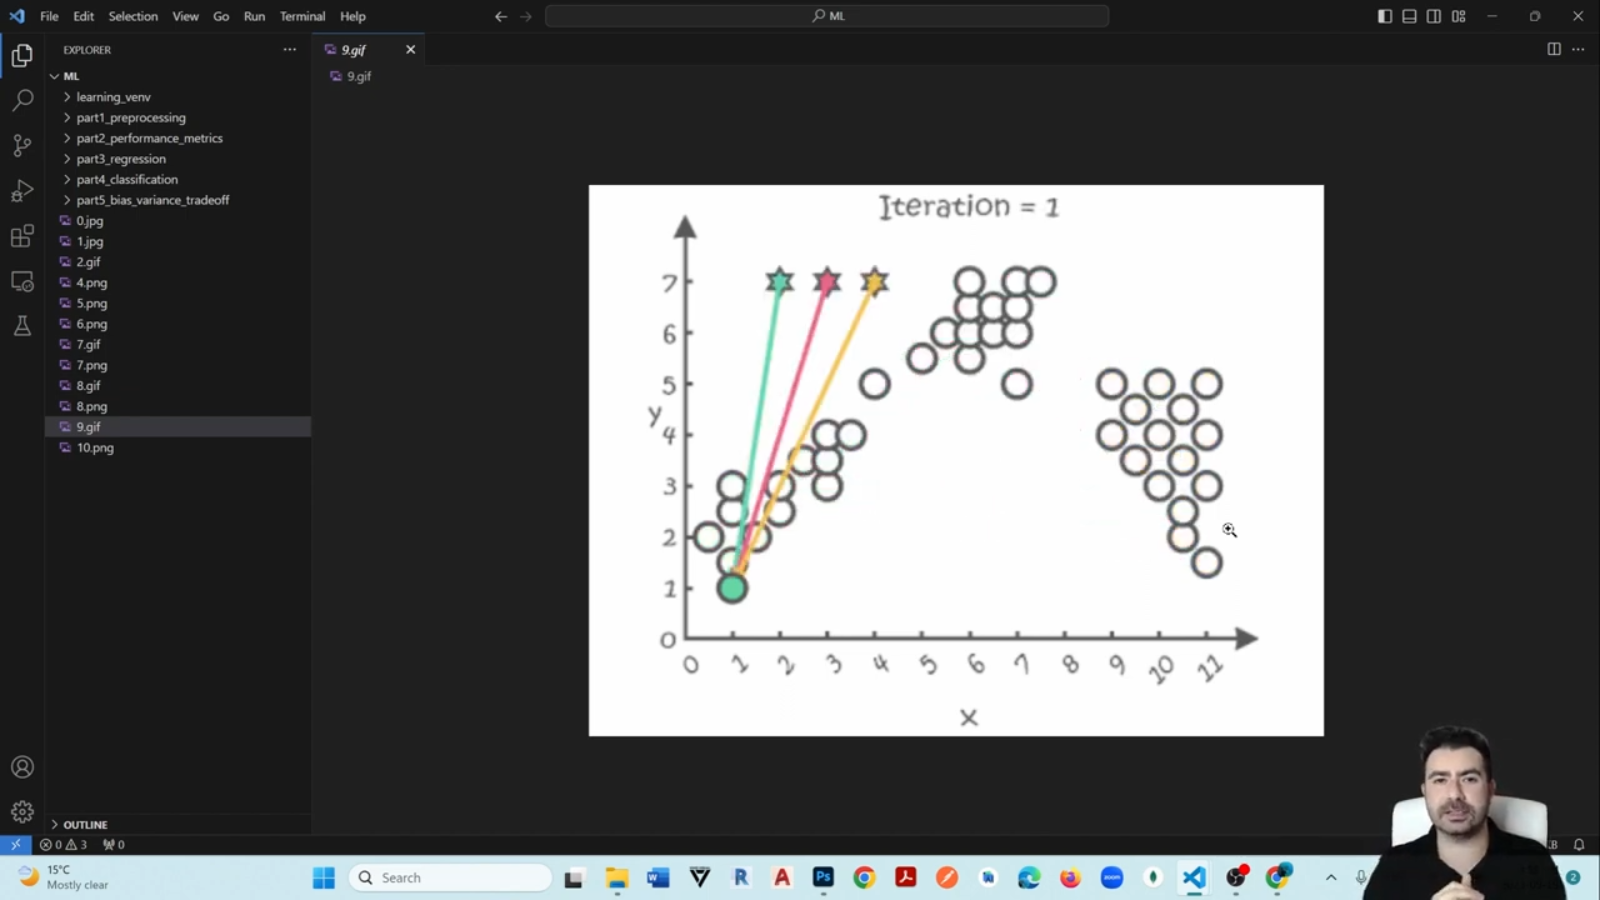 File Edit Selection View Go Run Terminal Help
ML
EXPLORER
9.gif
9.gif
ML
learning_venv
part1_preprocessing
part2_performance_metrics
part3_regression
part4_classification
part5_bias_variance_tradeoff
0.jpg
1.jpg
2.gif
4.png
5.png
6.png
7.gif
7.png
8.gif
8.png
9.gif
10.png
OUTLINE
Iteration = 1
7
6
5
y
4
3
2
1
0
0 1 2 3 4 5 6 7 8 9 10 11
x
0 3 0
15°C
Mostly clear
Search
W
R
A
Ps
zoom
2